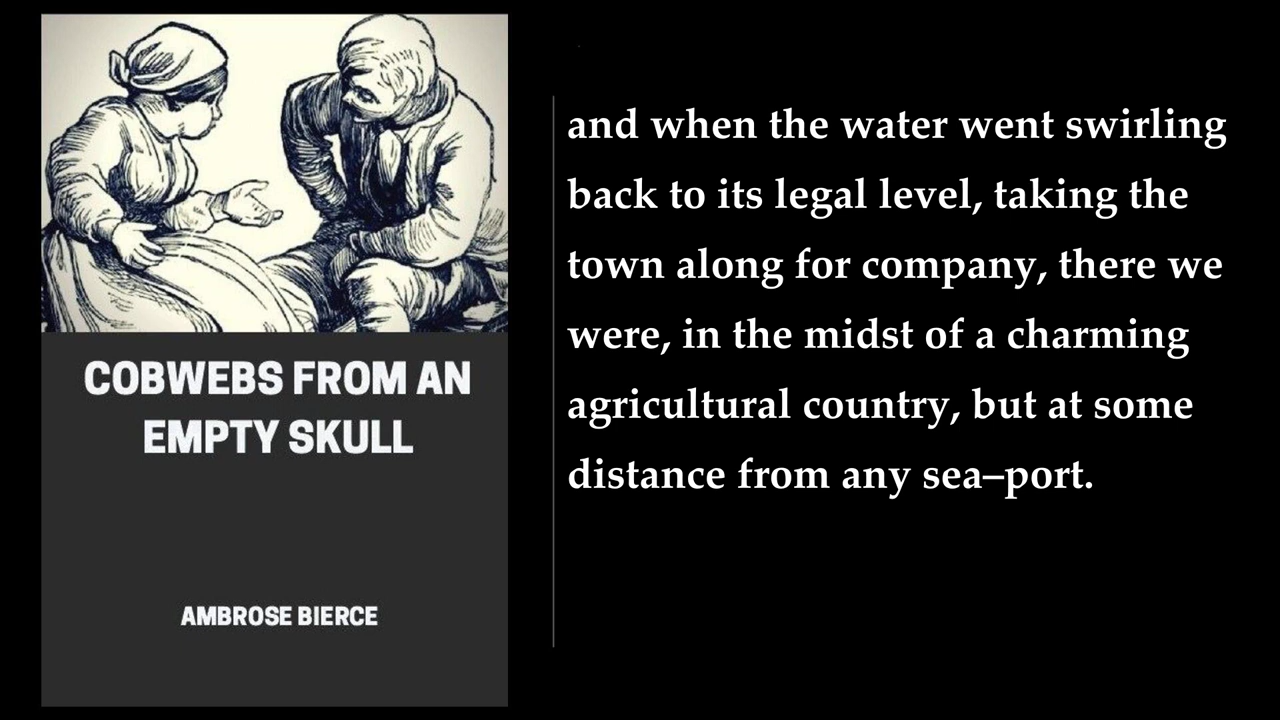 COBWEBS FROM AN
EMPTY SKULL
AMBROSE BIERCE
and when the water went swirling
back to its legal level, taking the
town along for company, there we
were, in the midst of a charming
agricultural country, but at some
distance from any sea–port.